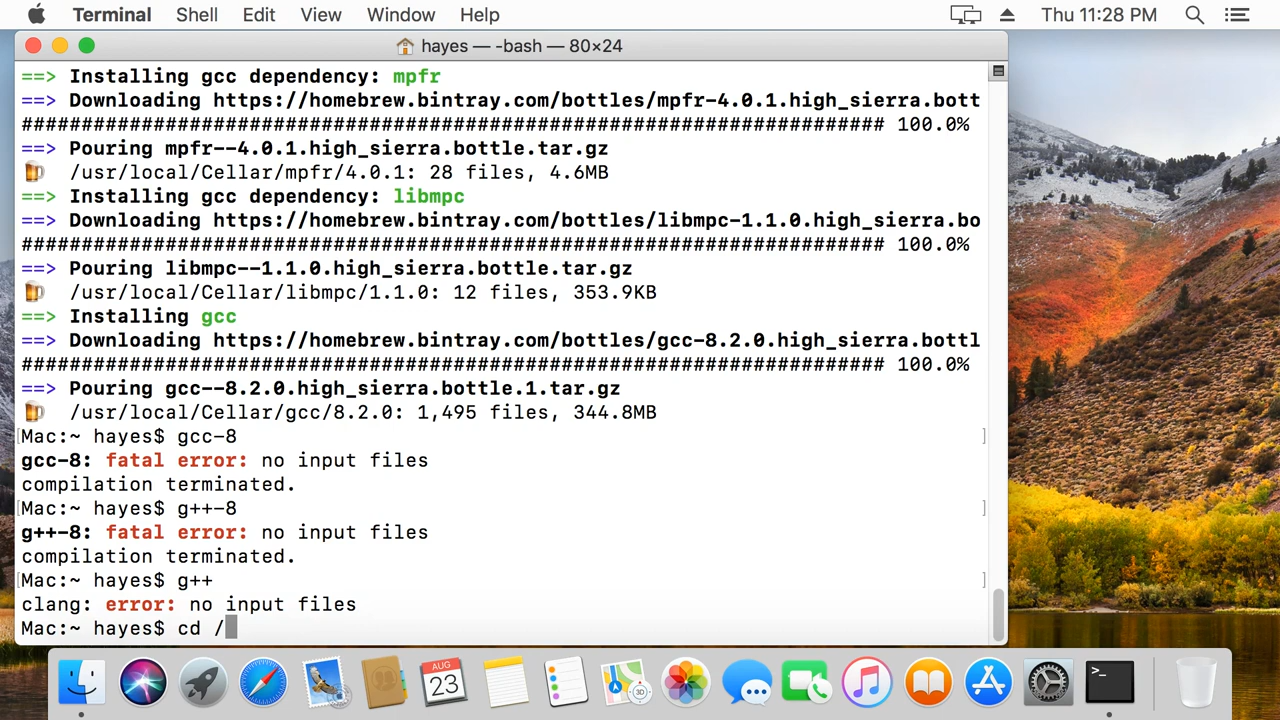 Terminal Shell Edit View Window Help Thu 11:28 PM
hayes — -bash — 80×24
==> Installing gcc dependency: mpfr
==> Downloading https://homebrew.bintray.com/bottles/mpfr-4.0.1.high_sierra.bott
######################################################################## 100.0%
==> Pouring mpfr--4.0.1.high_sierra.bottle.tar.gz
🍺  /usr/local/Cellar/mpfr/4.0.1: 28 files, 4.6MB
==> Installing gcc dependency: libmpc
==> Downloading https://homebrew.bintray.com/bottles/libmpc-1.1.0.high_sierra.bo
######################################################################## 100.0%
==> Pouring libmpc--1.1.0.high_sierra.bottle.tar.gz
🍺  /usr/local/Cellar/libmpc/1.1.0: 12 files, 353.9KB
==> Installing gcc
==> Downloading https://homebrew.bintray.com/bottles/gcc-8.2.0.high_sierra.bottl
######################################################################## 100.0%
==> Pouring gcc--8.2.0.high_sierra.bottle.1.tar.gz
🍺  /usr/local/Cellar/gcc/8.2.0: 1,495 files, 344.8MB
[Mac:~ hayes$ gcc-8 ]
gcc-8: fatal error: no input files
compilation terminated.
[Mac:~ hayes$ g++-8 ]
g++-8: fatal error: no input files
compilation terminated.
[Mac:~ hayes$ g++ ]
clang: error: no input files
Mac:~ hayes$ cd /
AUG
23
3D
>_